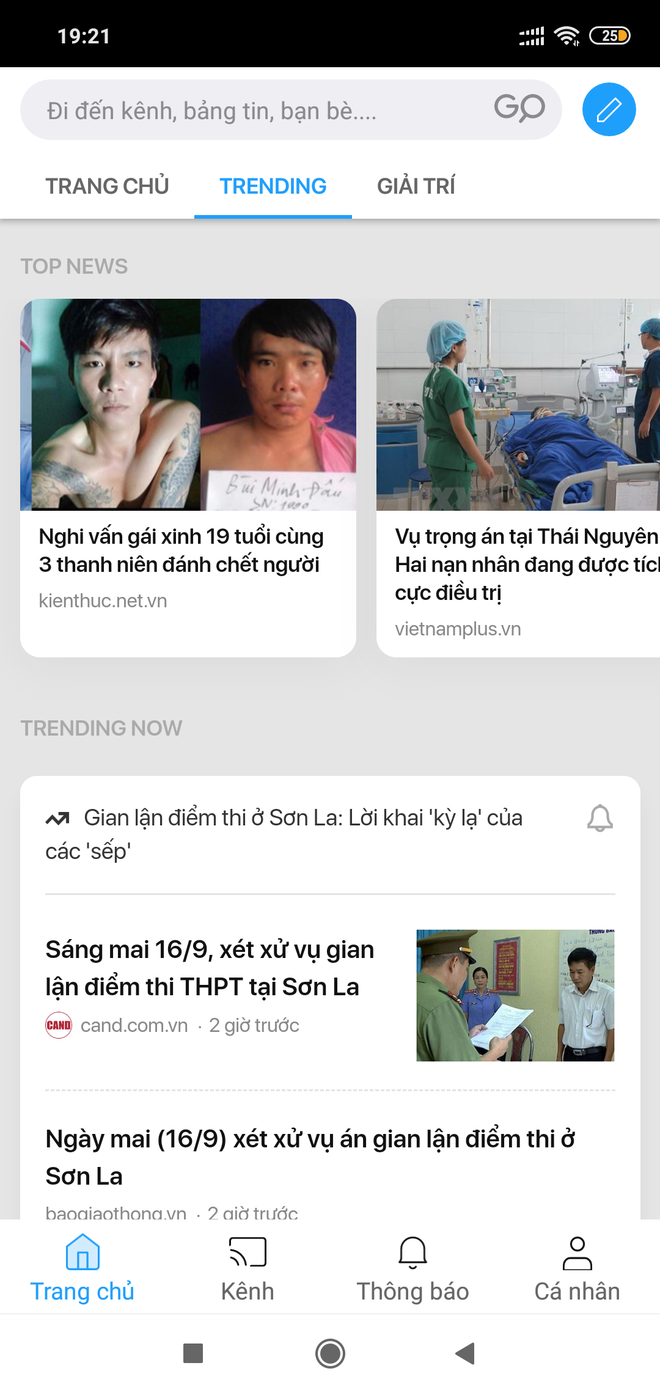 19:21
25
Đi đến kênh, bảng tin, bạn bè....
GO
TRANG CHỦ
TRENDING
GIẢI TRÍ
TOP NEWS
Bùi Minh Đấu
Nghi vấn gái xinh 19 tuổi cùng
3 thanh niên đánh chết người
kienthuc.net.vn
Vụ trọng án tại Thái Nguyên
Hai nạn nhân đang được
cực điều trị
vietnamplus.vn
TRENDING NOW
Gian lận điểm thi ở Sơn La: Lời khai 'kỳ lạ' của
các 'sếp'
Sáng mai 16/9, xét xử vụ gian
lận điểm thi THPT tại Sơn La
CAND cand.com.vn · 2 giờ trước
Ngày mai (16/9) xét xử vụ án gian lận điểm thi ở
Sơn La
baogiaothong.vn · 2 giờ trước
Trang chủ
Kênh
Thông báo
Cá nhân